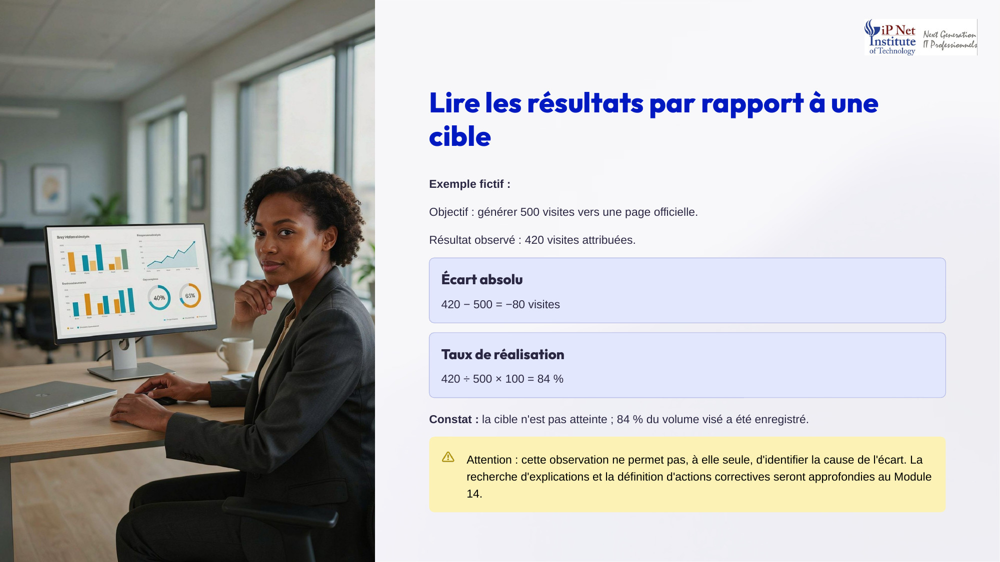 iP Net
Institute
of Technology
Next Generation
IT Professionnels
Lire les résultats par rapport à une
cible
Exemple fictif :
Objectif : générer 500 visites vers une page officielle.
Résultat observé : 420 visites attribuées.
Écart absolu
420 − 500 = −80 visites
Taux de réalisation
420 ÷ 500 × 100 = 84 %
Constat : la cible n'est pas atteinte ; 84 % du volume visé a été enregistré.
Attention : cette observation ne permet pas, à elle seule, d'identifier la cause de l'écart. La
recherche d'explications et la définition d'actions correctives seront approfondies au Module
14.
40%
63%